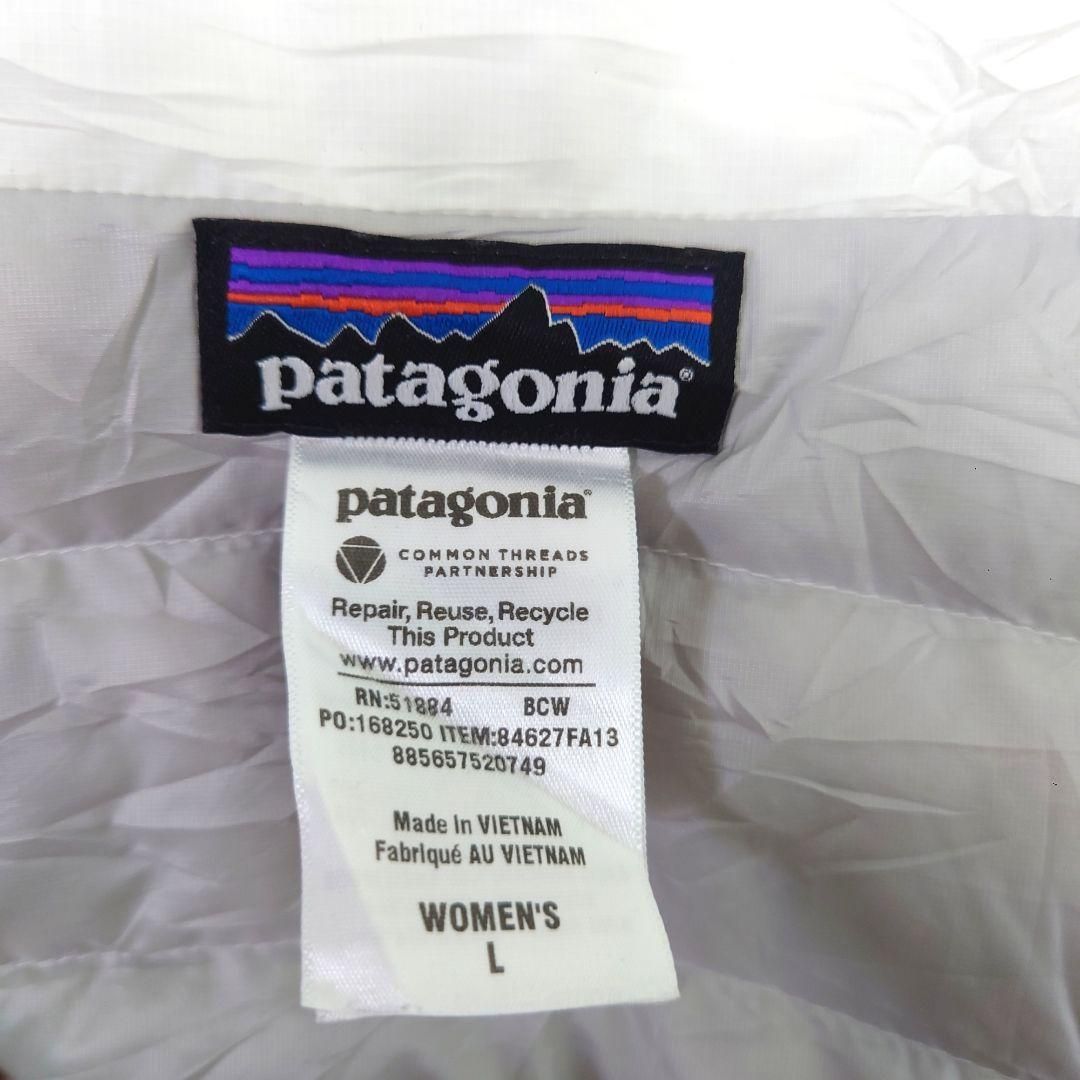 patagonia®
patagonia®
COMMON THREADS
PARTNERSHIP
Repair, Reuse, Recycle
This Product
www.patagonia.com
RN:51884 BCW
PO:168250 ITEM:84627FA13
885657520749
Made in VIETNAM
Fabriqué AU VIETNAM
WOMEN'S
L